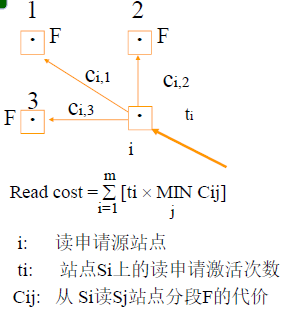 1 2
F F
Ci,1 Ci,2
3 Ci,3 ti
F
i
m
Read cost = ∑ [ti × MIN Cij]
i=1 j
i: 读申请源站点
ti: 站点Si上的读申请激活次数
Cij: 从 Si读Sj站点分段F的代价